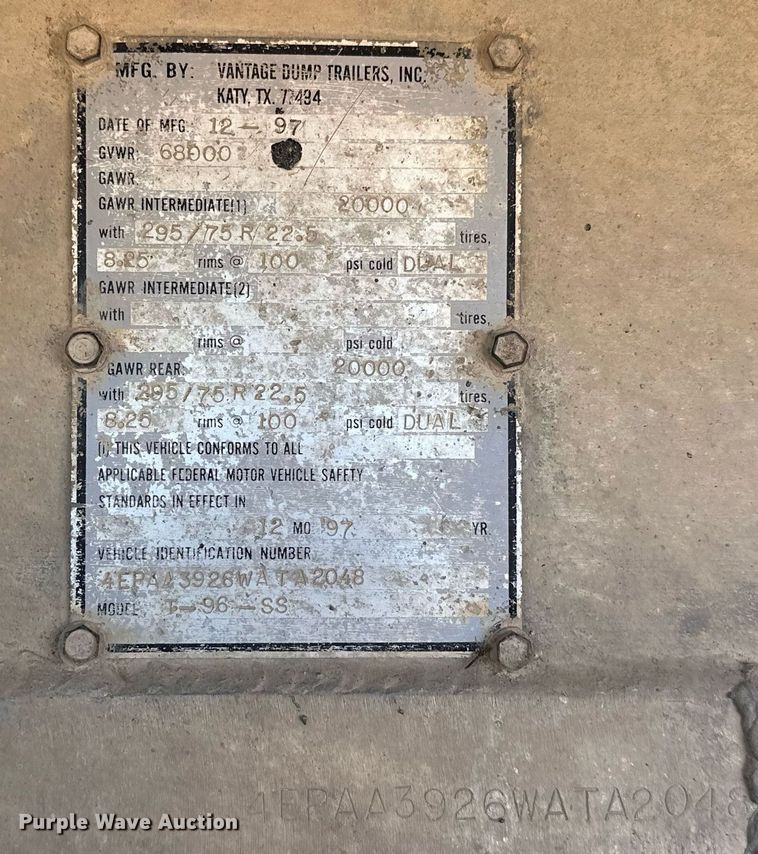 MFG. BY: VANTAGE DUMP TRAILERS, INC.
KATY, TX. 77494
DATE OF MFG. 12 - 97
GVWR: 68000
GAWR:
GAWR INTERMEDIATE(1) 20000
with 295/75 R 22.5 tires,
8.25 rims @ 100 psi cold DUAL
GAWR INTERMEDIATE(2)
with tires,
rims @ psi cold
GAWR REAR: 20000
with 295/75 R 22.5 tires,
8.25 rims @ 100 psi cold DUAL
(i) THIS VEHICLE CONFORMS TO ALL
APPLICABLE FEDERAL MOTOR VEHICLE SAFETY
STANDARDS IN EFFECT IN
12 MO '97 YR.
VEHICLE IDENTIFICATION NUMBER
4EPAA3926WATA2048
MODEL: T-96-SS
4EPAA3926WATA2048
Purple Wave Auction